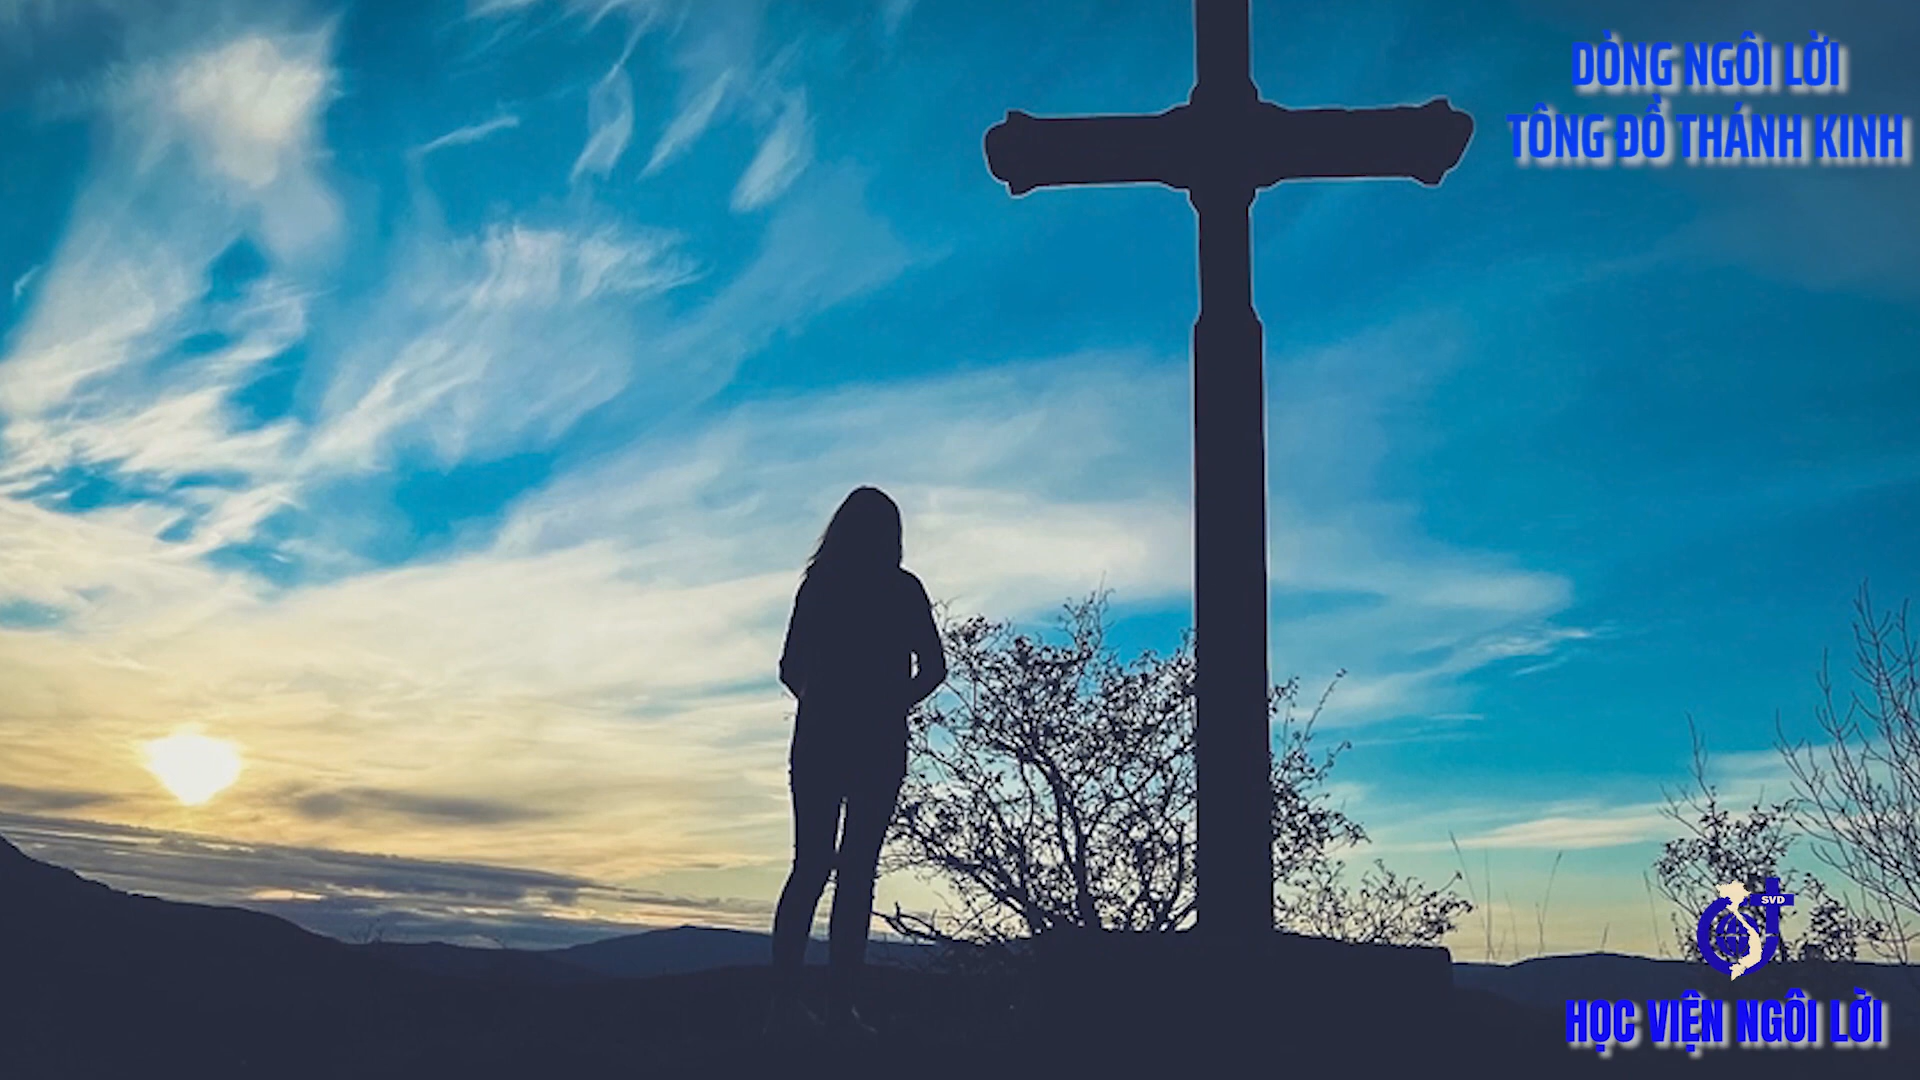 DÒNG NGÔI LỜI
TÔNG ĐỒ THÁNH KINH
SVD
HỌC VIỆN NGÔI LỜI